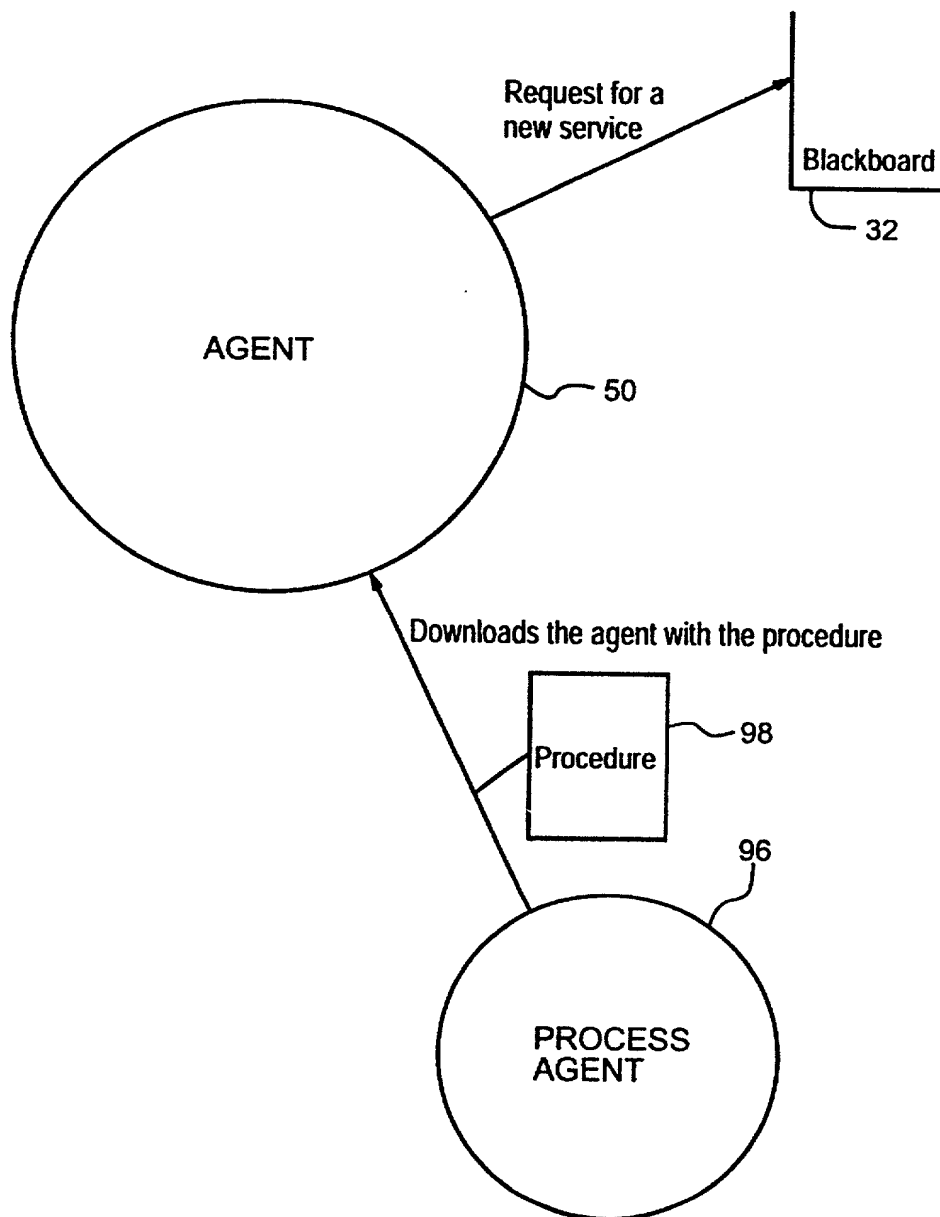 Request for a
new service
Blackboard
32
AGENT
50
Downloads the agent with the procedure
98
Procedure
96
PROCESS
AGENT